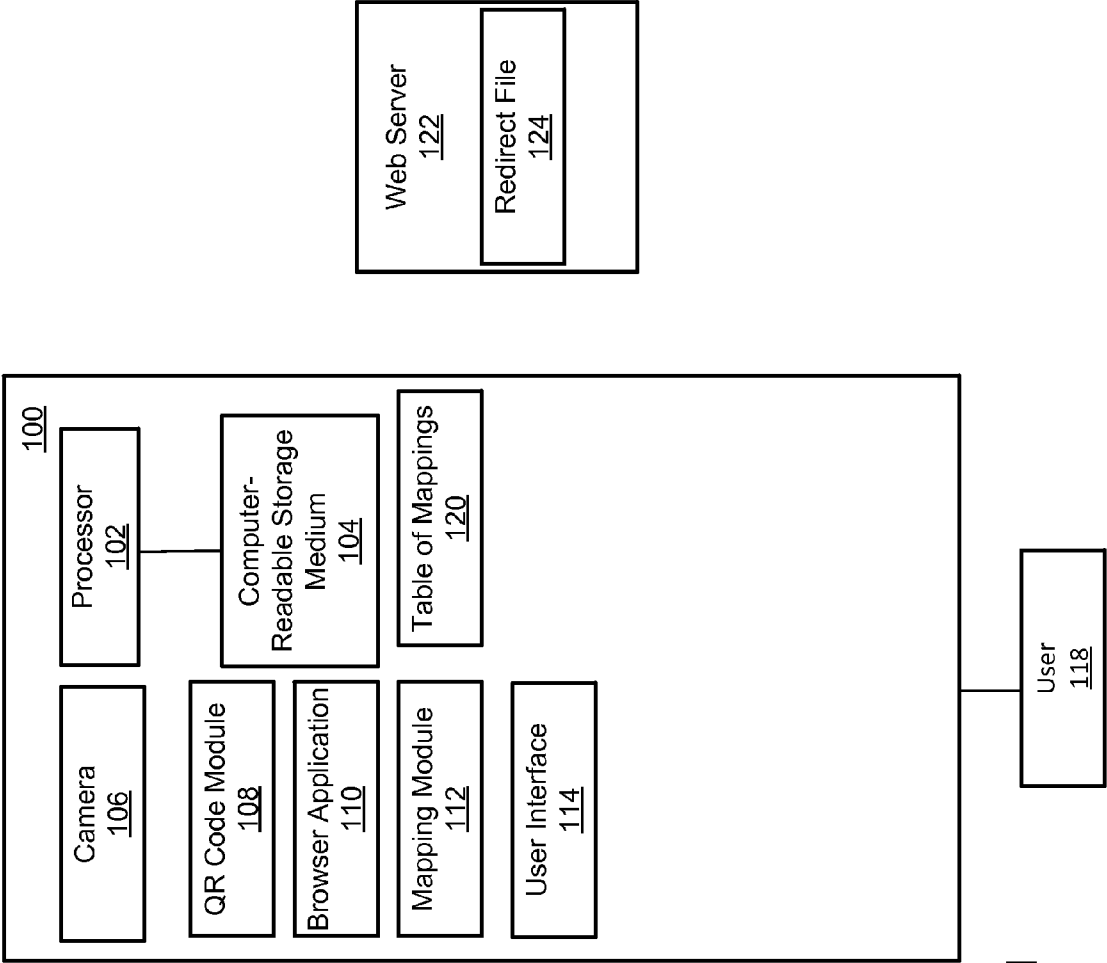 100
Camera
106
Processor
102
QR Code Module
108
Computer-
Readable Storage
Medium
104
Browser Application
110
Mapping Module
112
Table of Mappings
120
User Interface
114
User
118
Web Server
122
Redirect File
124